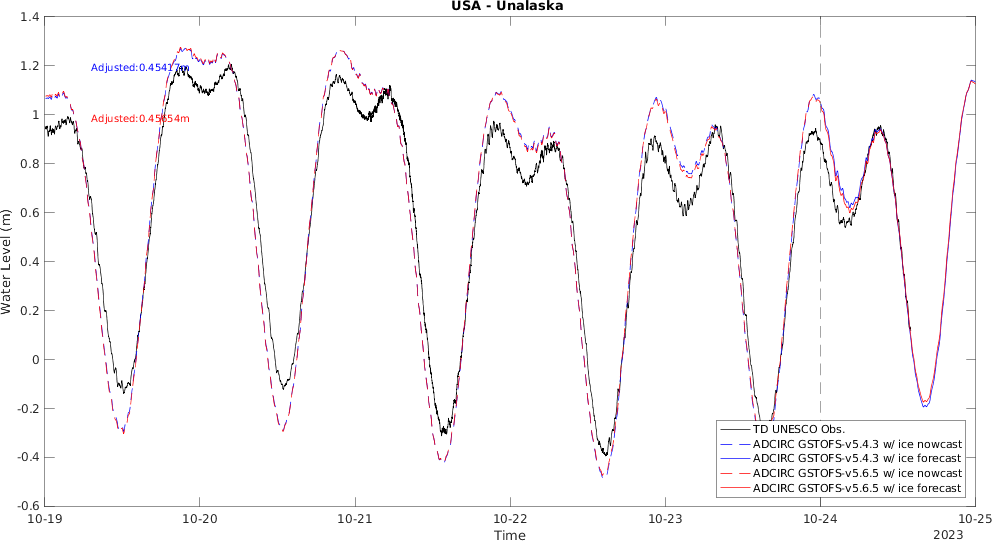 USA - Unalaska
1.4
1.2
1
0.8
0.6
0.4
0.2
0
-0.2
-0.4
-0.6
Water Level (m)
Adjusted:0.45417m
Adjusted:0.45654m
TD UNESCO Obs.
ADCIRC GSTOFS-v5.4.3 w/ ice nowcast
ADCIRC GSTOFS-v5.4.3 w/ ice forecast
ADCIRC GSTOFS-v5.6.5 w/ ice nowcast
ADCIRC GSTOFS-v5.6.5 w/ ice forecast
10-19 10-20 10-21 10-22 10-23 10-24 10-25
Time
2023